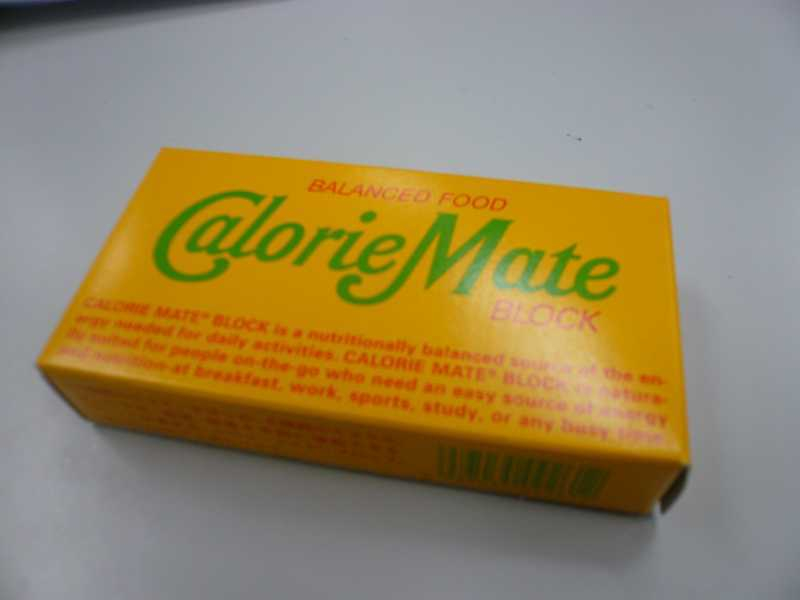 BALANCED FOOD
CalorieMate
BLOCK
CALORIE MATE® BLOCK is a nutritionally balanced source of the en-
ergy needed for daily activities. CALORIE MATE® BLOCK is natura-
lly suited for people on-the-go who need an easy source of energy
and nutrition-at breakfast, work, sports, study, or any busy time.